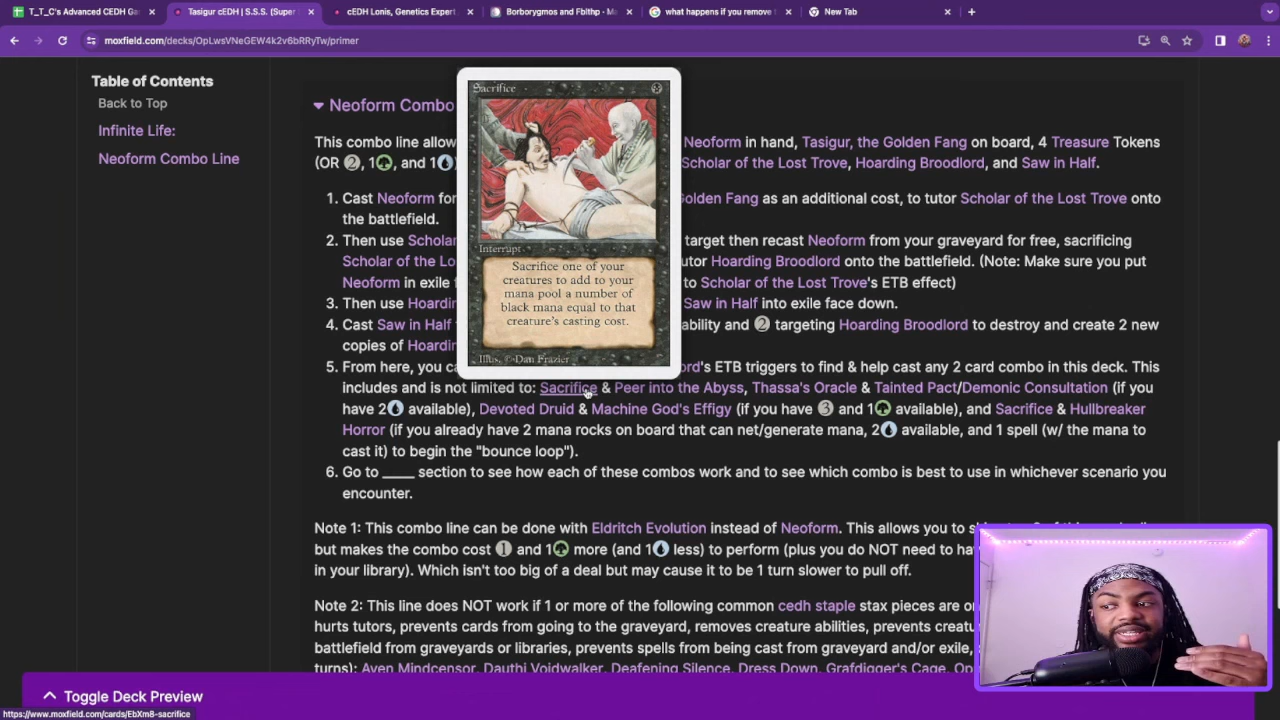 T_T_C's Advanced CEDH Ga
Tasigur cEDH | S.S.S. (Super
cEDH Lonis, Genetics Expert
Borborygmos and Fblthp - M
what happens if you remove
New Tab
moxfield.com/decks/OpLwsVNeGEW4k2v6bRRyTw/primer
Table of Contents
Back to Top
Infinite Life:
Neoform Combo Line
Neoform Combo
This combo line allow
Neoform in hand, Tasigur, the Golden Fang on board, 4 Treasure Tokens
(OR 2, 1 , and 1
Scholar of the Lost Trove, Hoarding Broodlord, and Saw in Half.
1. Cast Neoform for
Golden Fang as an additional cost, to tutor Scholar of the Lost Trove onto
the battlefield.
2. Then use Schola
target then recast Neoform from your graveyard for free, sacrificing
Scholar of the Lo
tutor Hoarding Broodlord onto the battlefield. (Note: Make sure you put
Neoform in exile
to Scholar of the Lost Trove's ETB effect)
3. Then use Hoard
Saw in Half into exile face down.
4. Cast Saw in Half
ability and 2 targeting Hoarding Broodlord to destroy and create 2 new
copies of Hoard
5. From here, you ca
ord's ETB triggers to find & help cast any 2 card combo in this deck. This
includes and is not limited to: Sacrifice & Peer into the Abyss, Thassa's Oracle & Tainted Pact/Demonic Consultation (if you
have 2 available), Devoted Druid & Machine God's Effigy (if you have 3 and 1 available), and Sacrifice & Hullbreaker
Horror (if you already have 2 mana rocks on board that can net/generate mana, 2 available, and 1 spell (w/ the mana to
cast it) to begin the "bounce loop").
6. Go to ____ section to see how each of these combos work and to see which combo is best to use in whichever scenario you
encounter.
Note 1: This combo line can be done with Eldritch Evolution instead of Neoform. This allows you to
but makes the combo cost 1 and 1 more (and 1 less) to perform (plus you do NOT need to ha
in your library). Which isn't too big of a deal but may cause it to be 1 turn slower to pull off.
Note 2: This line does NOT work if 1 or more of the following common cedh staple stax pieces are on
hurts tutors, prevents cards from going to the graveyard, removes creature abilities, prevents creatu
battlefield from graveyards or libraries, prevents spells from being cast from graveyard and/or exile,
turns): Aven Mindcensor, Dauthi Voidwalker, Deafening Silence, Dress Down, Grafdigger's Cage, Op
Sacrifice
Interrupt
Sacrifice one of your
creatures to add to your
mana pool a number of
black mana equal to that
creature's casting cost.
Illus. © Dan Frazier
Toggle Deck Preview
https://www.moxfield.com/cards/EbXm8-sacrifice